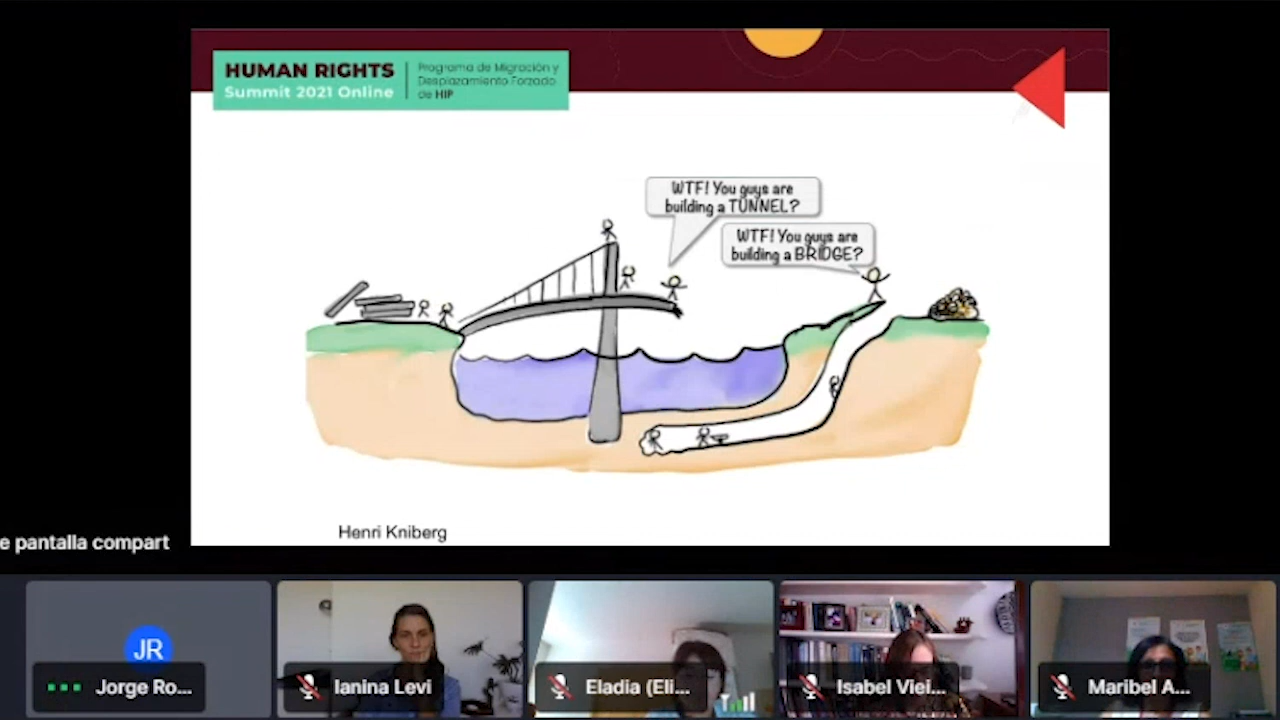 HUMAN RIGHTS
Summit 2021 Online
Programa de Migración y
Desplazamiento Forzado
de HIP
WTF! You guys are
building a TUNNEL?
WTF! You guys are
building a BRIDGE?
Henri Kniberg
e pantalla compart
JR
Jorge Ro...
Ianina Levi
Eladia (Eli...
Isabel Viei...
Maribel A...